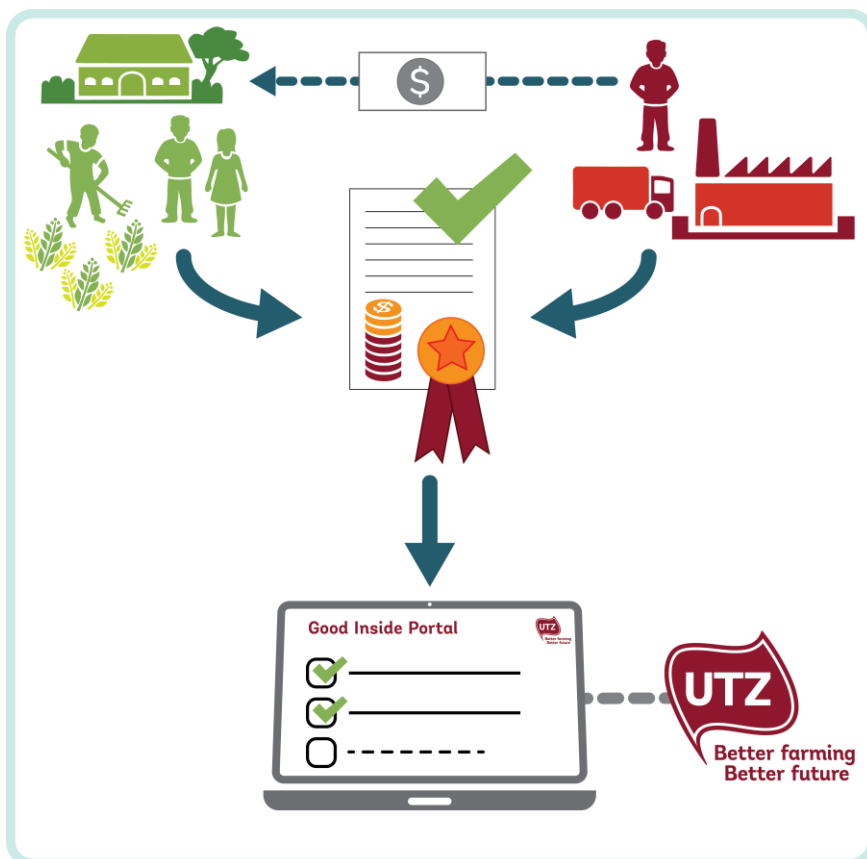 $
$
Good Inside Portal
UTZ
Better farming
Better future
UTZ
Better farming
Better future